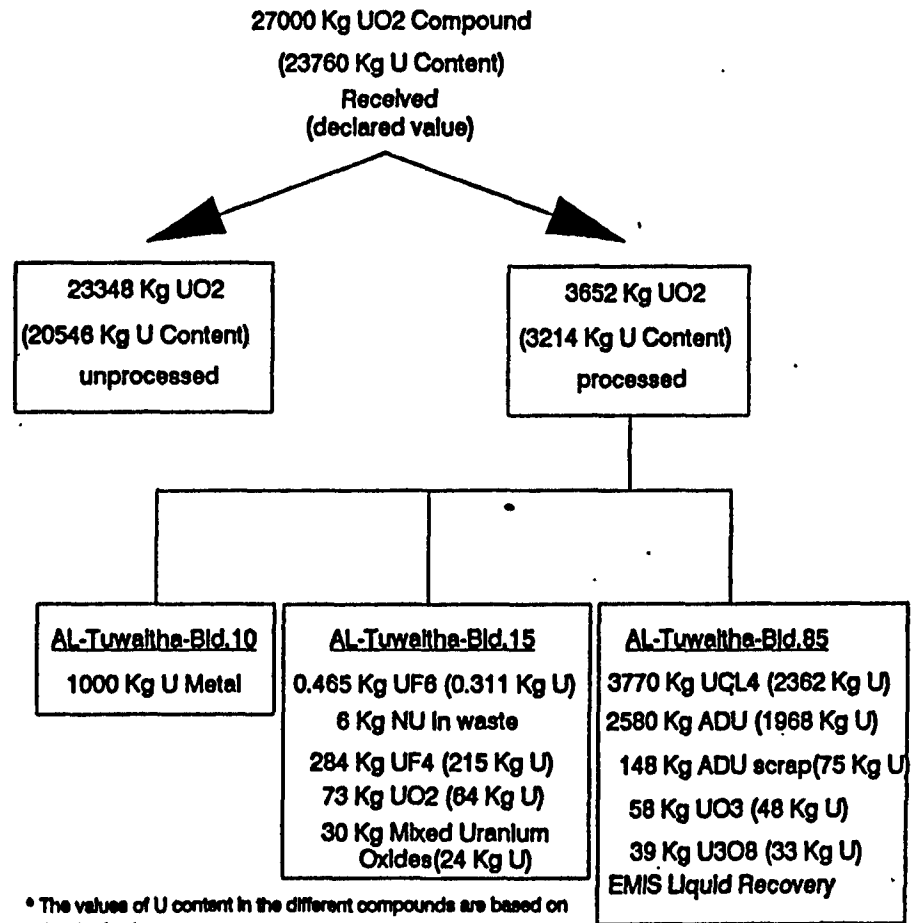 27000 Kg UO2 Compound
(23760 Kg U Content)
Received
(declared value)
23348 Kg UO2
(20546 Kg U Content)
unprocessed
3652 Kg UO2
(3214 Kg U Content)
processed
AL-Tuwaitha-Bld.10
1000 Kg U Metal
AL-Tuwaitha-Bld.15
0.465 Kg UF6 (0.311 Kg U)
6 Kg NU in waste
284 Kg UF4 (215 Kg U)
73 Kg UO2 (64 Kg U)
30 Kg Mixed Uranium
Oxides(24 Kg U)
AL-Tuwaitha-Bld.85
3770 Kg UCL4 (2362 Kg U)
2580 Kg ADU (1968 Kg U)
148 Kg ADU scrap(75 Kg U
58 Kg UO3 (48 Kg U)
39 Kg U3O8 (33 Kg U)
EMIS Liquid Recovery
* The values of U content in the different compounds are based on